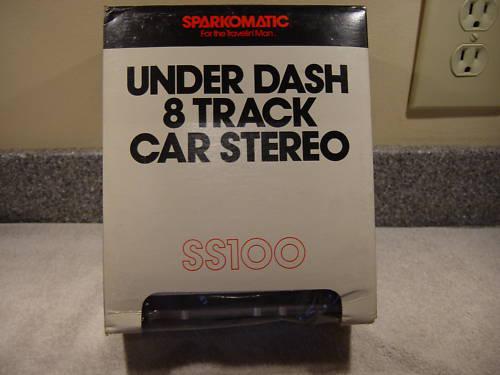 SPARKOMATIC
For the Travelin' Man.
UNDER DASH
8 TRACK
CAR STEREO
SS100